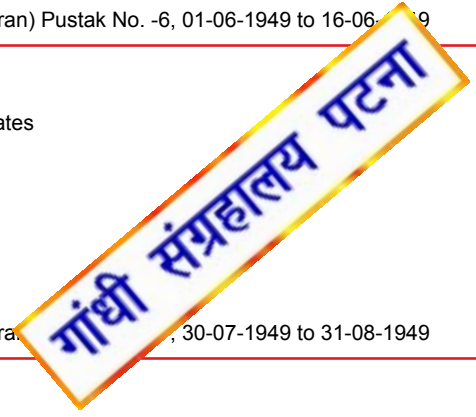 ran) Pustak No. -6, 01-06-1949 to 16-06-
ates
गांधी संग्रहालय पटना
, 30-07-1949 to 31-08-1949